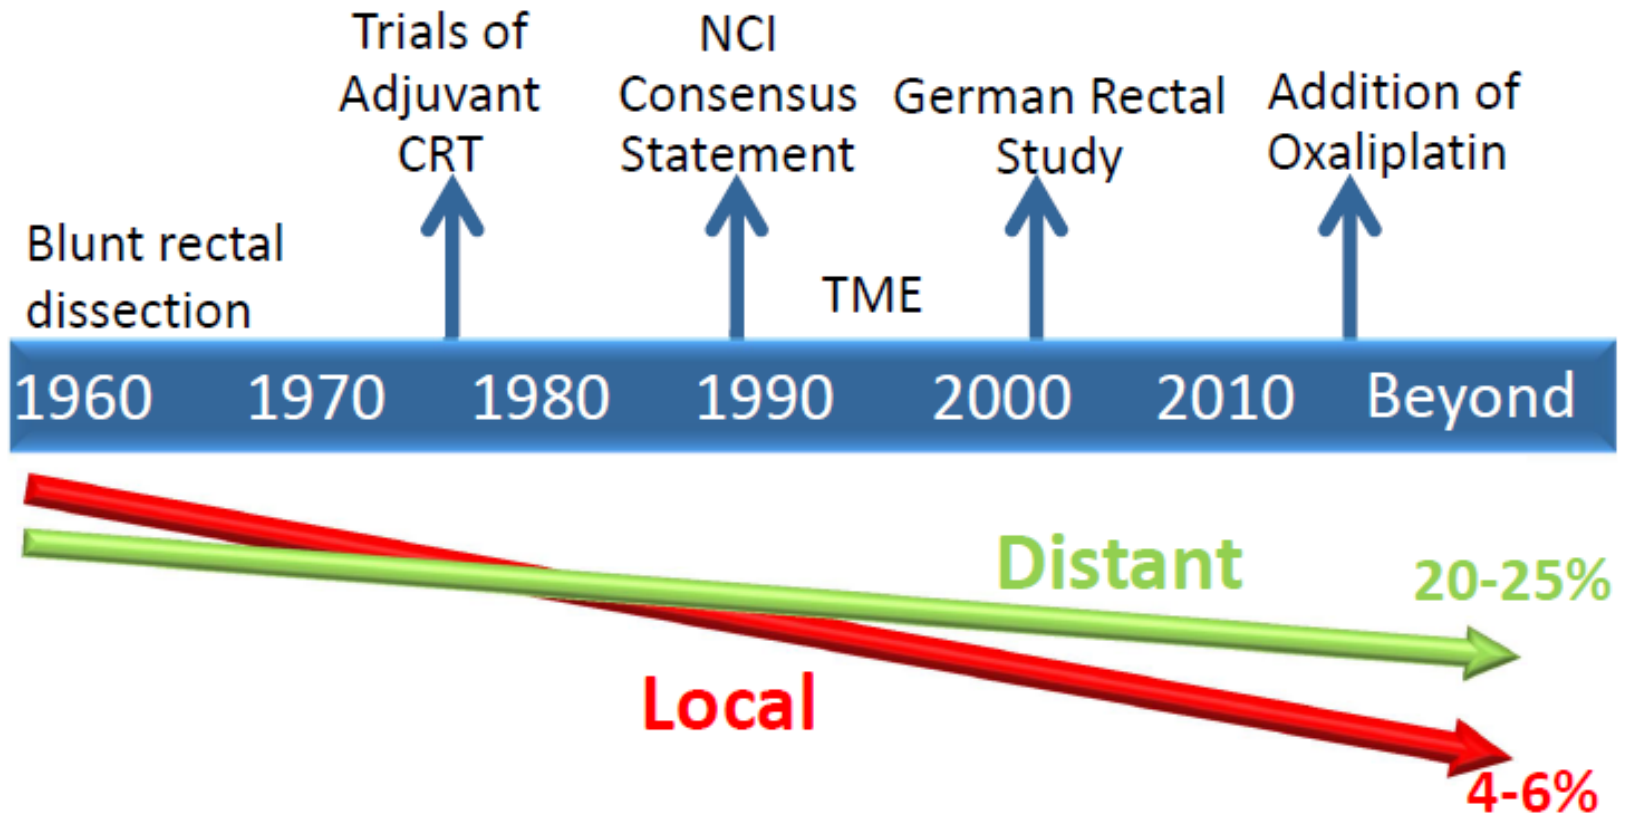 Trials of
Adjuvant
CRT
NCI
Consensus
Statement
German Rectal
Study
Addition of
Oxaliplatin
Blunt rectal
dissection
TME
1960 1970 1980 1990 2000 2010 Beyond
Distant
20-25%
Local
4-6%